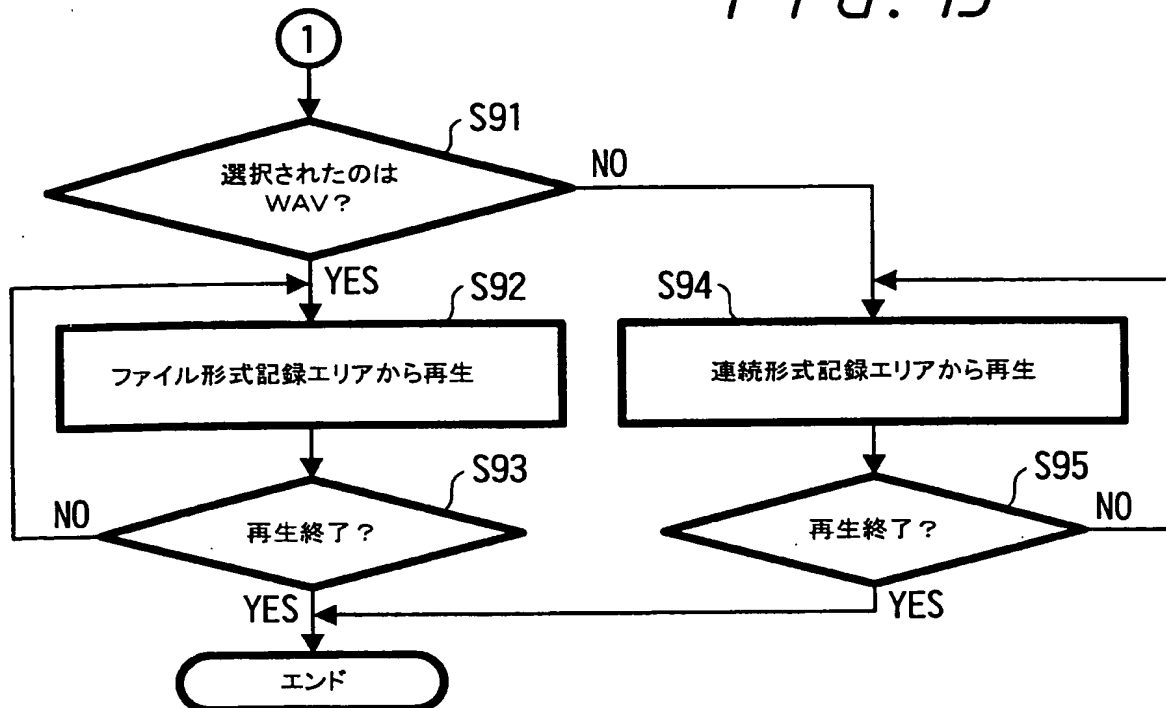 1
S91
選択されたのは
WAV?
NO
YES
S92
ファイル形式記録エリアから再生
S94
連続形式記録エリアから再生
S93
再生終了?
NO
YES
S95
再生終了?
NO
YES
エンド